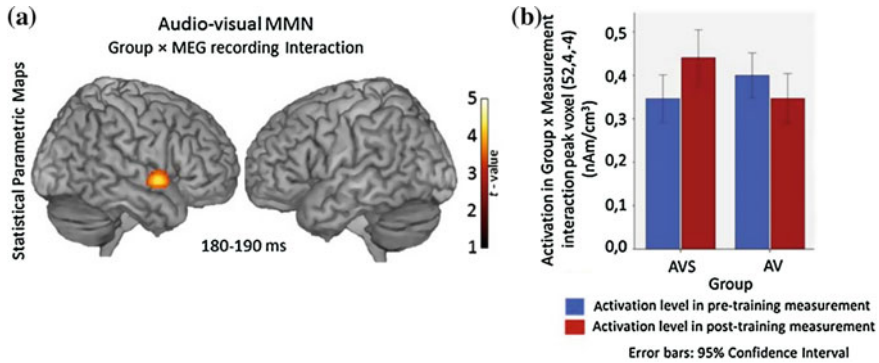 (a)
Audio-visual MMN
Group × MEG recording Interaction
Statistical Parametric Maps
180-190 ms
5
4
3
2
1
t - value
(b)
Activation in Group x Measurement
interaction peak voxel (52,4,-4)
(nAm/cm³)
0,5
0,4
0,3
0,2
0,1
0,0
AVS
AV
Group
Activation level in pre-training measurement
Activation level in post-training measurement
Error bars: 95% Confidence Interval